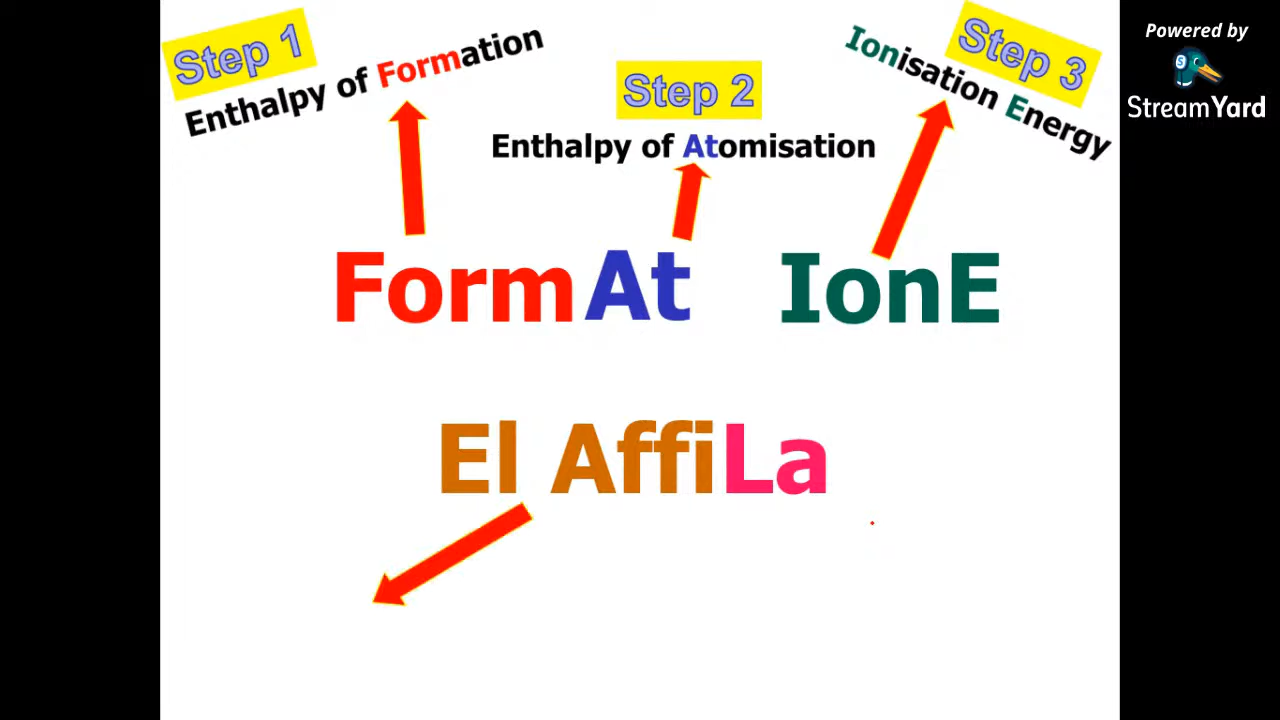 Step 1
Enthalpy of Formation
Step 2
Enthalpy of Atomisation
Step 3
Ionisation Energy
FormAt IonE
El AffiLa
Powered by
S
StreamYard